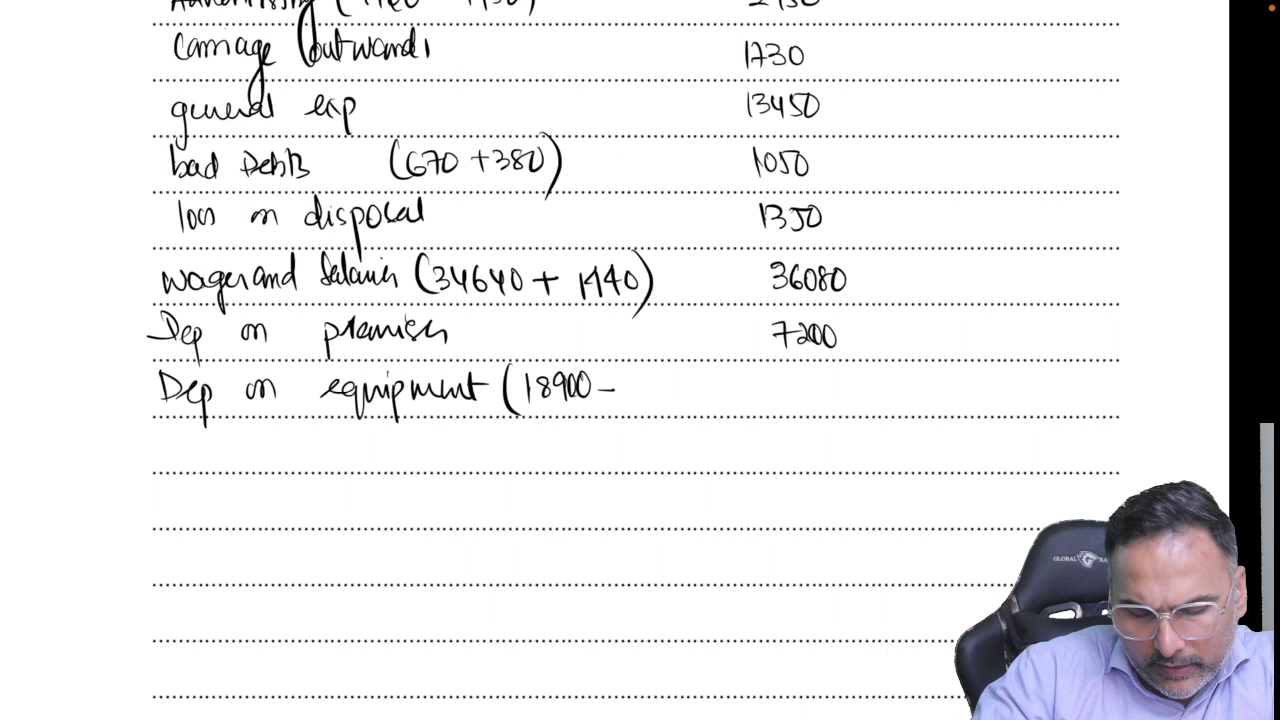 Carriage (outwards 1730
general exp 13450
bad Debts (670 + 380) 1050
loss on disposal 1350
wages and Salaries (34640 + 1440) 36080
Dep on premises 7200
Dep on equipment (18900 –
GLOBAL